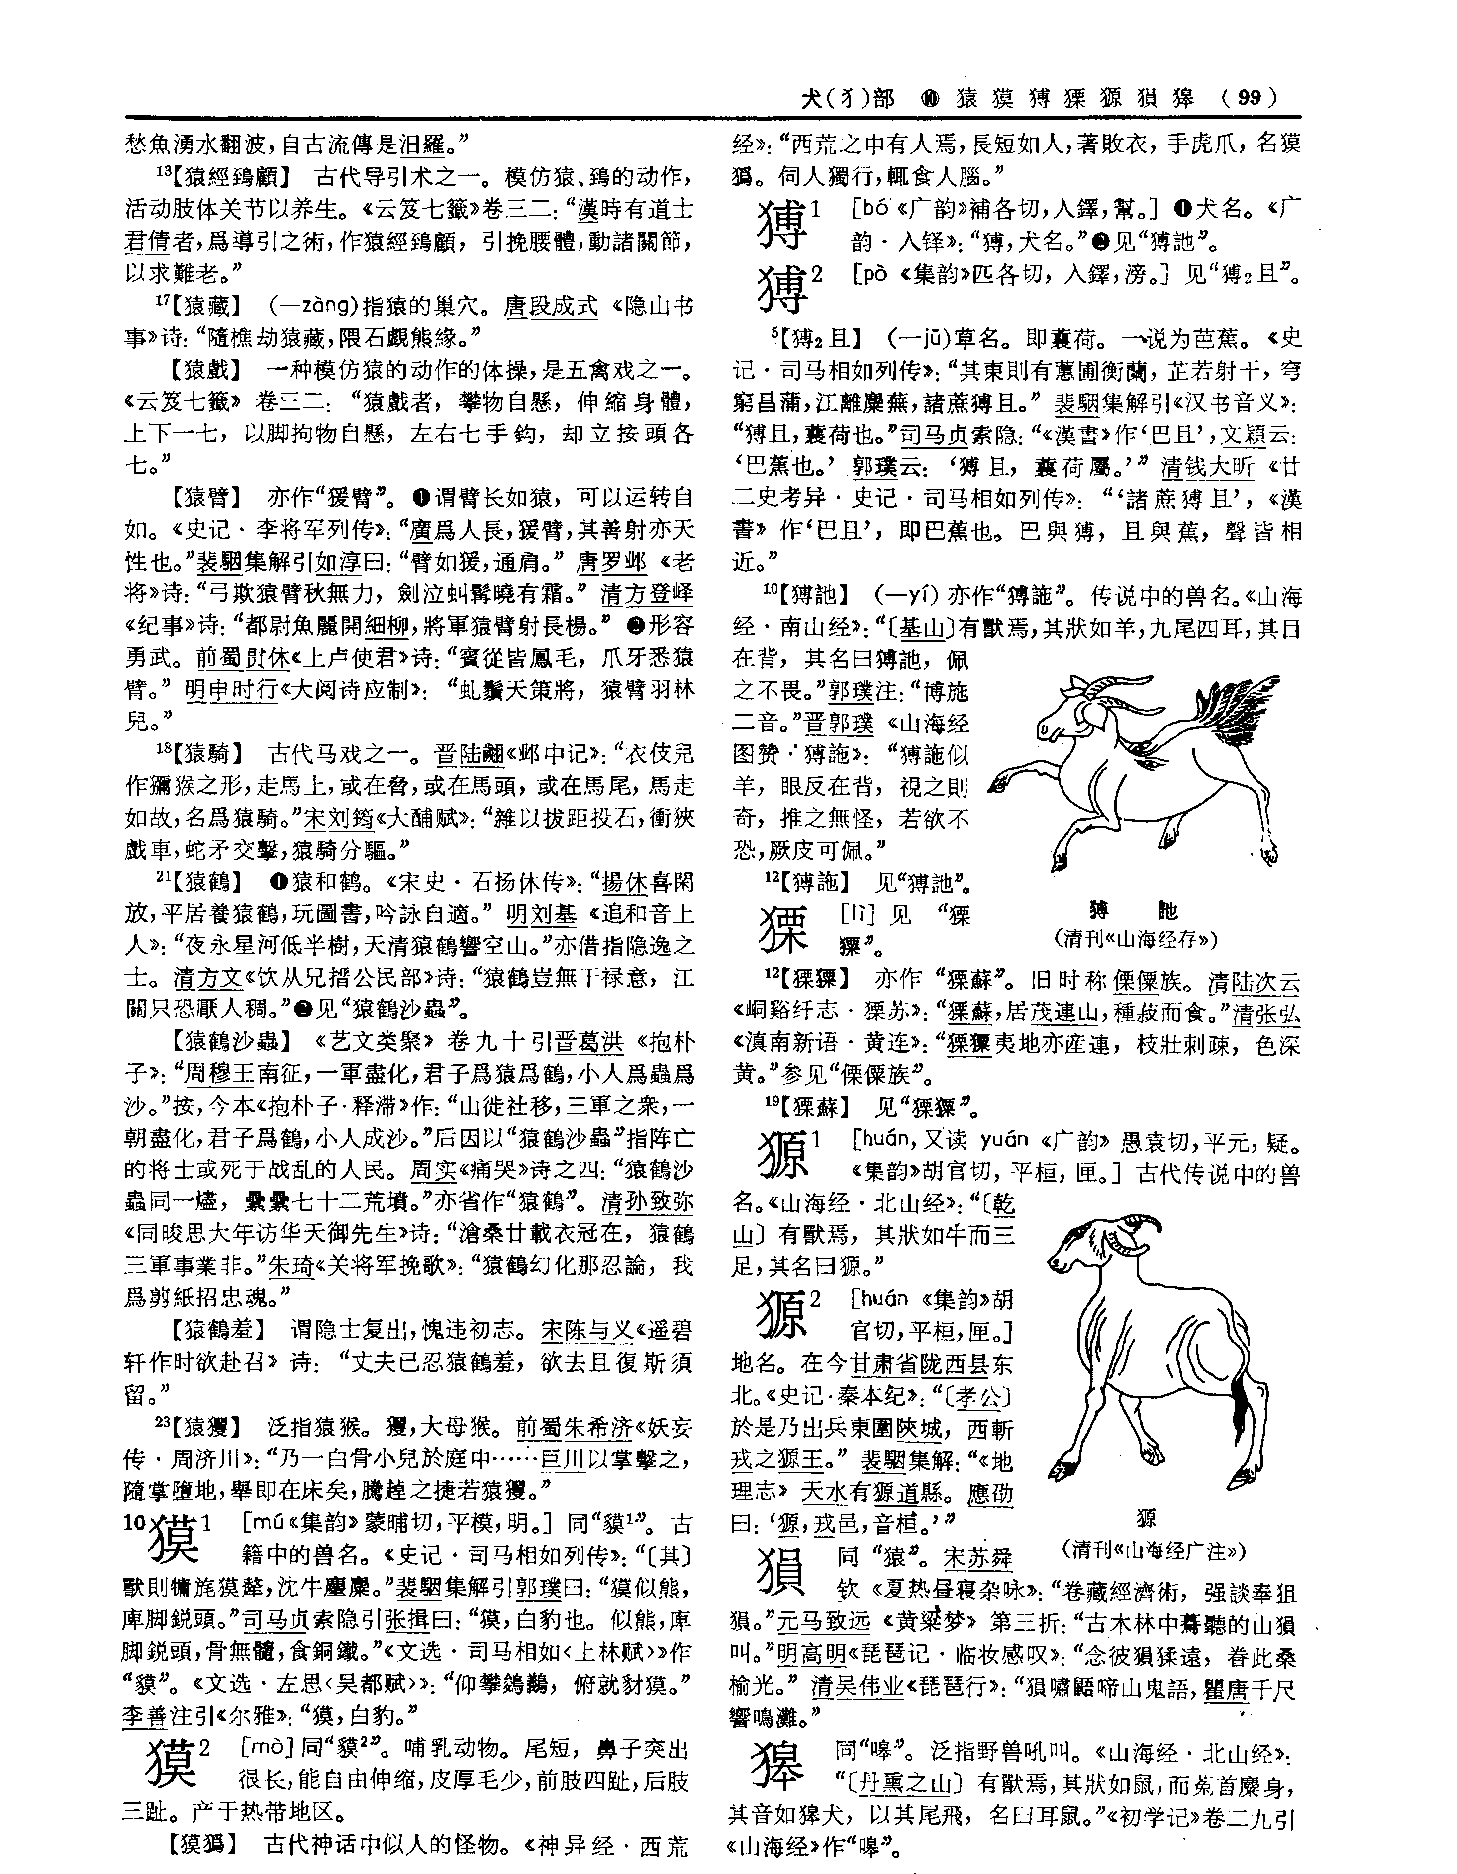 犬(犭)部 ❿ 猿 獏 猼 猽 獂 猽 獋 (99)
愁魚湧水翻波，自古流傳是汨羅。”
¹³【猿經鵄顧】 古代导引术之一。模仿猿、鵄的动作，
活动肢体关节以养生。《云笈七籤》卷三二：“漢時有道士
君倩者，爲導引之術，作猿經鵄顧，引挽腰體，動諸關節，
以求難老。”
¹⁷【猿藏】 (—zàng)指猿的巢穴。唐段成式《隐山书
事》诗：“隨樵劫猿藏，隈石覷熊緣。”
【猿戲】 一种模仿猿的动作的体操，是五禽戏之一。
《云笈七籤》卷三二：“猿戲者，攀物自懸，伸縮身體，
上下一七，以脚拘物自懸，左右七手鈎，却立按頭各
七。”
【猿臂】 亦作“猨臂”。❶谓臂长如猿，可以运转自
如。《史记·李将军列传》：“廣爲人長，猨臂，其善射亦天
性也。”裴駰集解引如淳曰：“臂如猨，通肩。”唐罗邺《老
将》诗：“弓欺猿臂秋無力，劍泣虯髯曉有霜。”清方登峄
《纪事》诗：“都尉魚麗開細柳，將軍猿臂射長楊。”❷形容
勇武。前蜀贯休《上卢使君》诗：“賓從皆鳳毛，爪牙悉猿
臂。”明申时行《大阅诗应制》：“虬鬚天策將，猿臂羽林
兒。”
¹⁸【猿騎】 古代马戏之一。晋陆翽《邺中记》：“衣伎兒
作獼猴之形，走馬上，或在脅，或在馬頭，或在馬尾，馬走
如故，名爲猿騎。”宋刘筠《大酺赋》：“雜以拔距投石，衝狹
戲車，蛇矛交擊，猿騎分驅。”
²¹【猿鶴】 ❶猿和鹤。《宋史·石扬休传》：“揚休喜閑
放，平居養猿鶴，玩圖書，吟詠自適。”明刘基《追和音上
人》：“夜永星河低半樹，天清猿鶴響空山。”亦借指隐逸之
士。清方文《饮从兄搢公民部》诗：“猿鶴豈無干禄意，江
關只恐厭人稠。”❷见“猿鶴沙蟲”。
【猿鶴沙蟲】 《艺文类聚》卷九十引晋葛洪《抱朴
子》：“周穆王南征，一軍盡化，君子爲猿爲鶴，小人爲蟲爲
沙。”按，今本《抱朴子·释滞》作：“山徙社移，三軍之衆，一
朝盡化，君子爲鶴，小人成沙。”后因以“猿鶴沙蟲”指阵亡
的将士或死于战乱的人民。周实《痛哭》诗之四：“猿鶴沙
蟲同一燼，纍纍七十二荒墳。”亦省作“猿鶴”。清孙致弥
《同晙思大年访华天御先生》诗：“滄桑廿載衣冠在，猿鶴
三軍事業非。”朱琦《关将军挽歌》：“猿鶴幻化那忍論，我
爲剪紙招忠魂。”
【猿鶴羞】 谓隐士复出，愧违初志。宋陈与义《遥碧
轩作时欲赴召》诗：“丈夫已忍猿鶴羞，欲去且復斯須
留。”
²³【猿玃】 泛指猿猴。玃，大母猴。前蜀朱希济《妖妄
传·周济川》：“乃一白骨小兒於庭中……巨川以掌擊之，
隨掌墮地，舉即在床矣，騰趠之捷若猿玃。”
10獏1 [mú《集韵》蒙晡切，平模，明。]同“貘¹”。古
籍中的兽名。《史记·司马相如列传》：“〔其〕
獸則㺎旄獏犛，沈牛麈麋。”裴駰集解引郭璞曰：“獏似熊，
庳脚鋭頭。”司马贞索隐引张揖曰：“獏，白豹也。似熊，庳
脚鋭頭，骨無髓，食銅鐵。”《文选·司马相如〈上林赋〉》作
“貘”。《文选·左思〈吴都赋〉》：“仰攀鵕鸃，俯就豺獏。”
李善注引《尔雅》：“獏，白豹。”
獏2 [mò]同“貘²”。哺乳动物。尾短，鼻子突出
很长，能自由伸缩，皮厚毛少，前肢四趾，后肢
三趾。产于热带地区。
【獏㺔】 古代神话中似人的怪物。《神异经·西荒
经》：“西荒之中有人焉，長短如人，著敗衣，手虎爪，名獏
㺔。伺人獨行，輒食人腦。”
猼1 [bó《广韵》補各切，入鐸，幫。]❶犬名。《广
韵·入铎》：“猼，犬名。”❷见“猼訑”。
猼2 [pò《集韵》匹各切，入鐸，滂。]见“猼₂且”。
⁵【猼₂且】 (—jū)草名。即蘘荷。一说为芭蕉。《史
记·司马相如列传》：“其東則有蕙圃衡蘭，芷若射干，穹
窮昌蒲，江離麋蕪，諸蔗猼且。”裴駰集解引《汉书音义》：
“猼且，蘘荷也。”司马贞索隐：“《漢書》作‘巴且’，文穎云：
‘巴蕉也。’郭璞云：‘猼且，蘘荷屬。’”清钱大昕《廿
二史考异·史记·司马相如列传》：“‘諸蔗猼且’，《漢
書》作‘巴且’，即巴蕉也。巴與猼，且與蕉，聲皆相
近。”
¹⁰【猼訑】 (—yí)亦作“猼詑”。传说中的兽名。《山海
经·南山经》：“〔基山〕有獸焉，其狀如羊，九尾四耳，其目
在背，其名曰猼訑，佩
之不畏。”郭璞注：“博施
二音。”晋郭璞《山海经
图赞·猼訑》：“猼訑似
羊，眼反在背，視之則
奇，推之無怪，若欲不
恐，厥皮可佩。”
猼 訑
(清刊《山海经存》)
¹²【猼詑】 见“猼訑”。
㮚 [lì]见“猓
猓”。
¹²【猓猓】 亦作“猓蘇”。旧时称傈僳族。清陆次云
《峒谿纤志·猓苏》：“猓蘇，居茂連山，種菽而食。”清张弘
《滇南新语·黄连》：“猓猓夷地亦産連，枝壯刺疎，色深
黄。”参见“傈僳族”。
¹⁹【猓蘇】 见“猓猓”。
獂1 [huán，又读 yuán《广韵》愚袁切，平元，疑。
《集韵》胡官切，平桓，匣。]古代传说中的兽
名。《山海经·北山经》：“〔乾
山〕有獸焉，其狀如牛而三
足，其名曰獂。”
獂2 [huán《集韵》胡
官切，平桓，匣。]
地名。在今甘肃省陇西县东
北。《史记·秦本纪》：“〔孝公〕
於是乃出兵東圍陝城，西斬
戎之獂王。”裴駰集解：“《地
理志》天水有獂道縣。應劭
曰：‘獂，戎邑，音桓。’”
獂
(清刊《山海经广注》)
𤟤 同“猿”。宋苏舜
钦《夏热昼寝杂咏》：“卷藏經濟術，强談奉狙
𤟤。”元马致远《黄粱梦》第三折：“古木林中驀聽的山𤟤
叫。”明高明《琵琶记·临妆感叹》：“念彼𤟤猱遠，眷此桑
榆光。”清吴伟业《琵琶行》：“𤟤嘯鼯啼山鬼語，瞿唐千尺
響鳴灘。”
獋 同“嗥”。泛指野兽吼叫。《山海经·北山经》：
“〔丹熏之山〕有獸焉，其狀如鼠，而菟首麋身，
其音如獋犬，以其尾飛，名曰耳鼠。”《初学记》卷二九引
《山海经》作“嗥”。